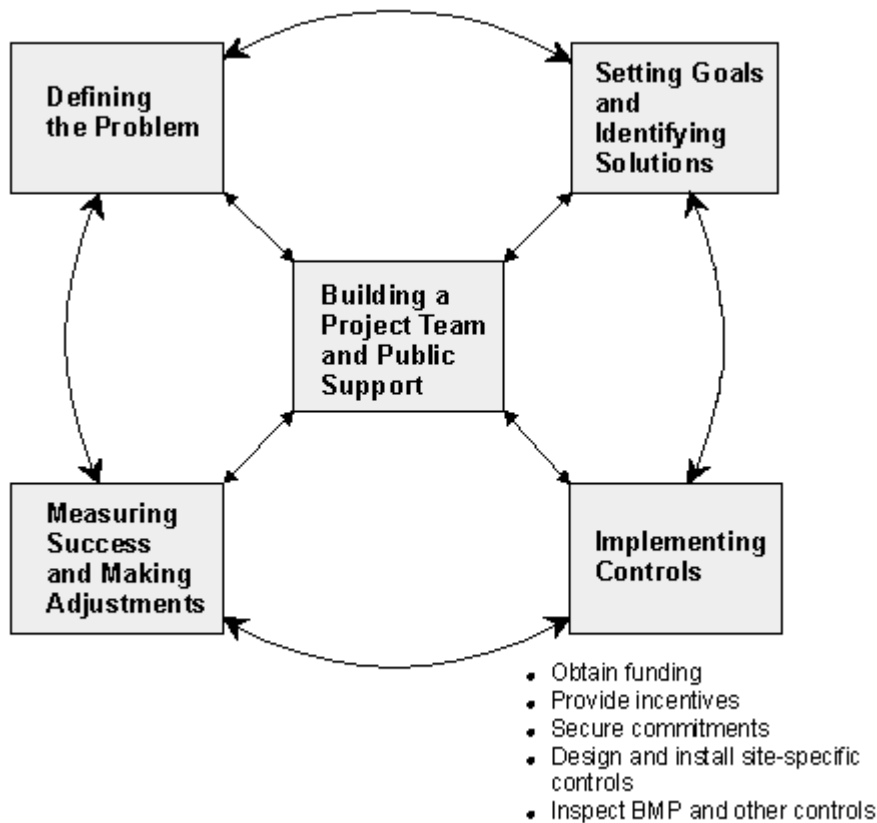 Defining
the Problem
Setting Goals
and
Identifying
Solutions
Building a
Project Team
and Public
Support
Measuring
Success
and Making
Adjustments
Implementing
Controls
• Obtain funding
• Provide incentives
• Secure commitments
• Design and install site-specific
controls
• Inspect BMP and other controls